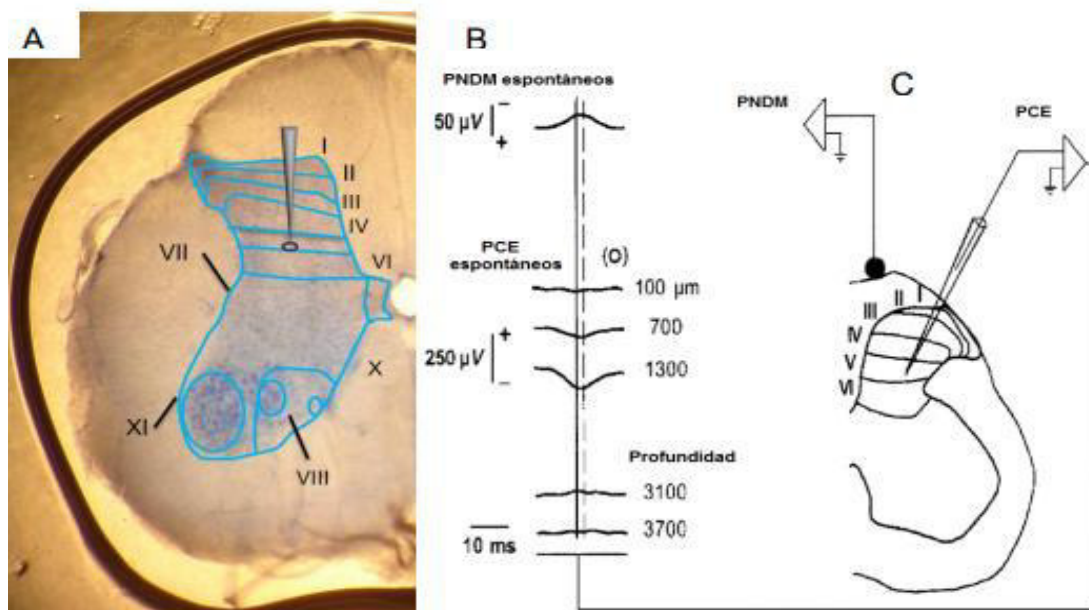 A
I
II
III
IV
VI
VII
X
XI
VIII
B
PNDM espontáneos
50 µV
−
+
PCE
espontáneos
(O)
100 µm
700
1300
250 µV
+
−
Profundidad
3100
3700
10 ms
C
PNDM
PCE
I
II
III
IV
V
VI